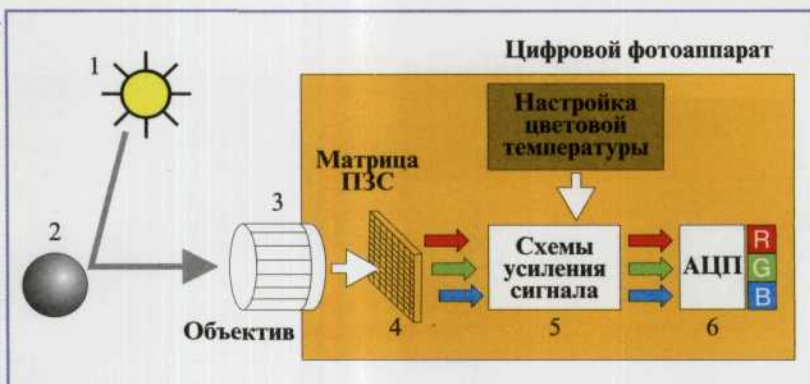 Цифровой фотоаппарат
1
Настройка
цветовой
температуры
Матрица
ПЗС
3
2
Схемы
усиления
сигнала
АЦП
R
G
B
Объектив
4
5
6